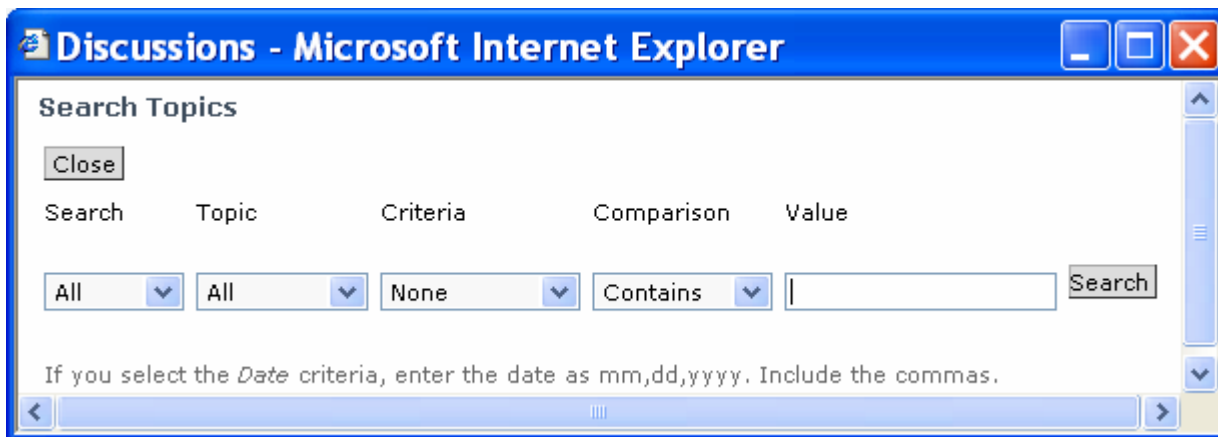 Discussions - Microsoft Internet Explorer
Search Topics
Close
Search Topic Criteria Comparison Value
All All None Contains Search
If you select the Date criteria, enter the date as mm,dd,yyyy. Include the commas.